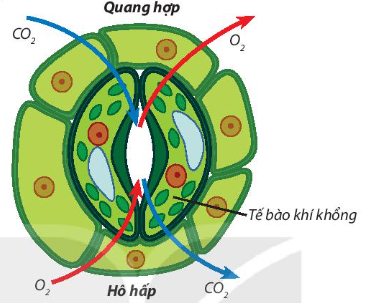 Quang hợp
CO₂
O₂
Tế bào khí khổng
O₂
Hô hấp
CO₂